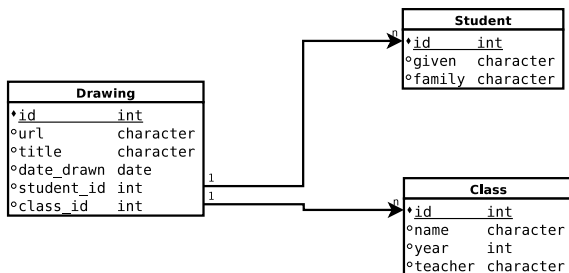 Drawing
id int
url character
title character
date_drawn date
student_id int
class_id int
1
1
n
Student
id int
given character
family character
n
Class
id int
name character
year int
teacher character